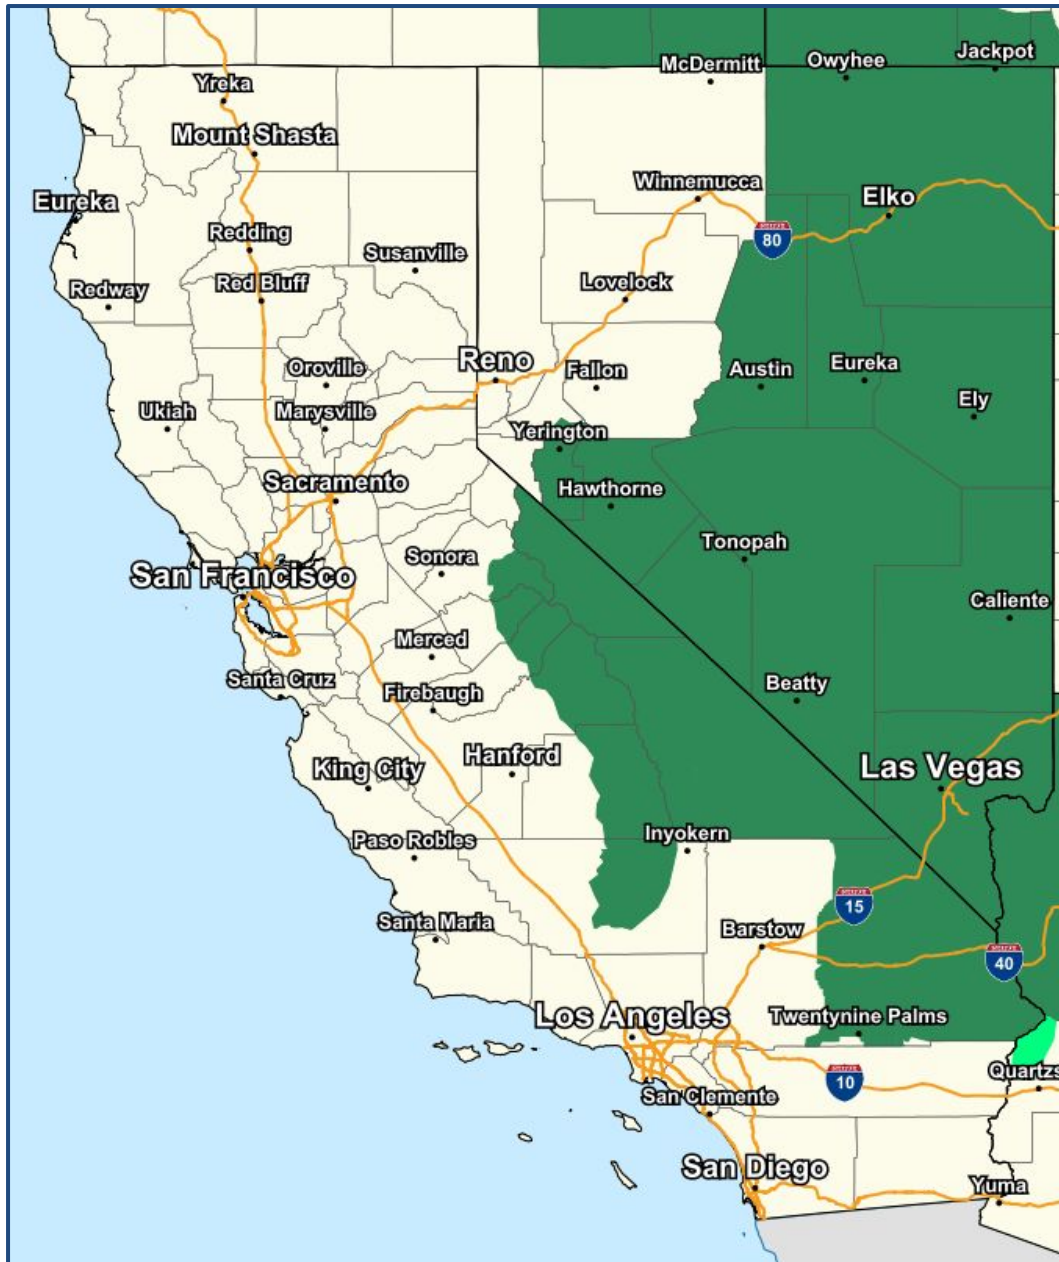 McDermitt
Owyhee
Jackpot
Yreka
Mount Shasta
Winnemucca
Elko
Eureka
Redding
80
Susanville
Redway
Red Bluff
Lovelock
Reno
Oroville
Fallon
Austin
Eureka
Ely
Ukiah
Marysville
Yerington
Sacramento
Hawthorne
Tonopah
Sonora
San Francisco
Caliente
Merced
Santa Cruz
Firebaugh
Beatty
King City
Hanford
Las Vegas
Paso Robles
Inyokern
15
Santa Maria
Barstow
40
Los Angeles
Twentynine Palms
10
Quartzs
San Clemente
San Diego
Yuma